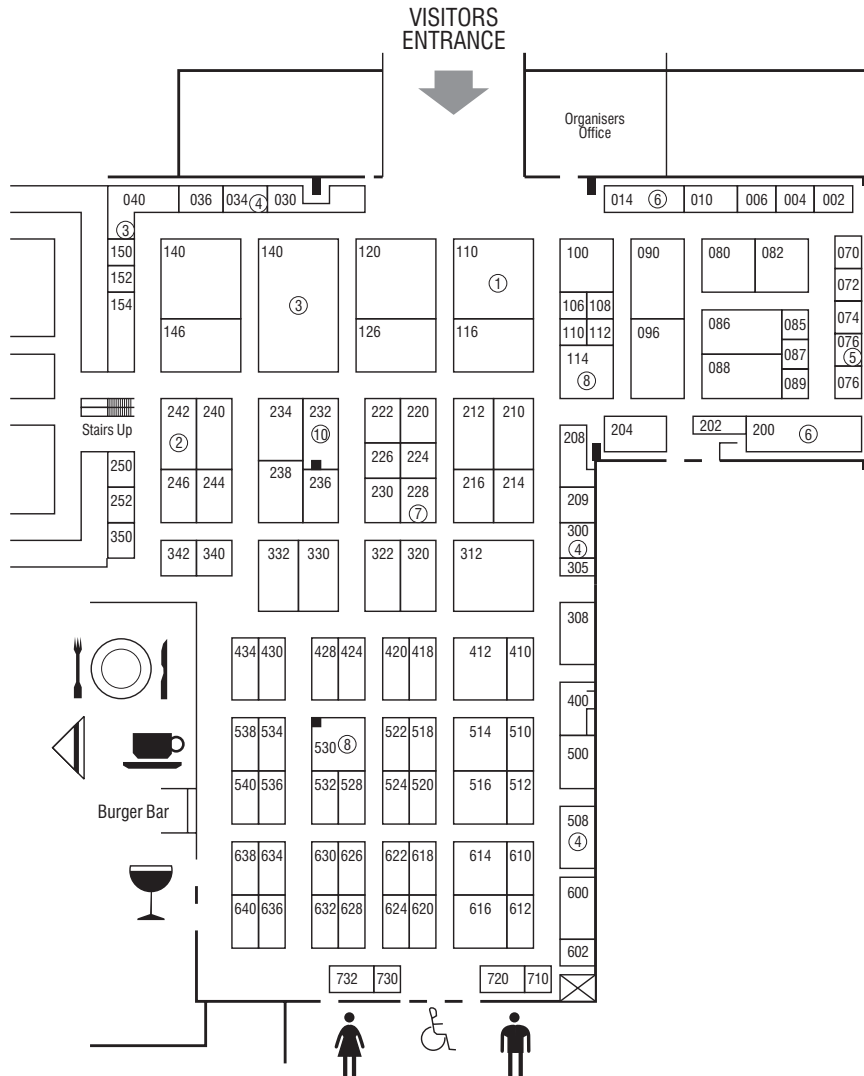 VISITORS
ENTRANCE
Organisers
Office
040 036 034 ④ 030
014 ⑥ 010 006 004 002
③
150 140 140 120 110 100 090 080 082 070
152
072
154 ③ ① 106 108
074
146 126 116 110 112 096 086 085
076
114 088 087 ⑤
⑧ 089 076
242 240 234 232 222 220 212 210
Stairs Up ② ⑩ 208 204 202 200 ⑥
250 226 224
246 244 238 236 230 228 216 214
252 ⑦ 209
350 300
④
342 340 332 330 322 320 312
305
308
434 430 428 424 420 418 412 410
400
538 534 530 ⑧ 522 518 514 510
500
540 536 532 528 524 520 516 512
Burger Bar
508
④
638 634 630 626 622 618 614 610
600
640 636 632 628 624 620 616 612
602
732 730 720 710